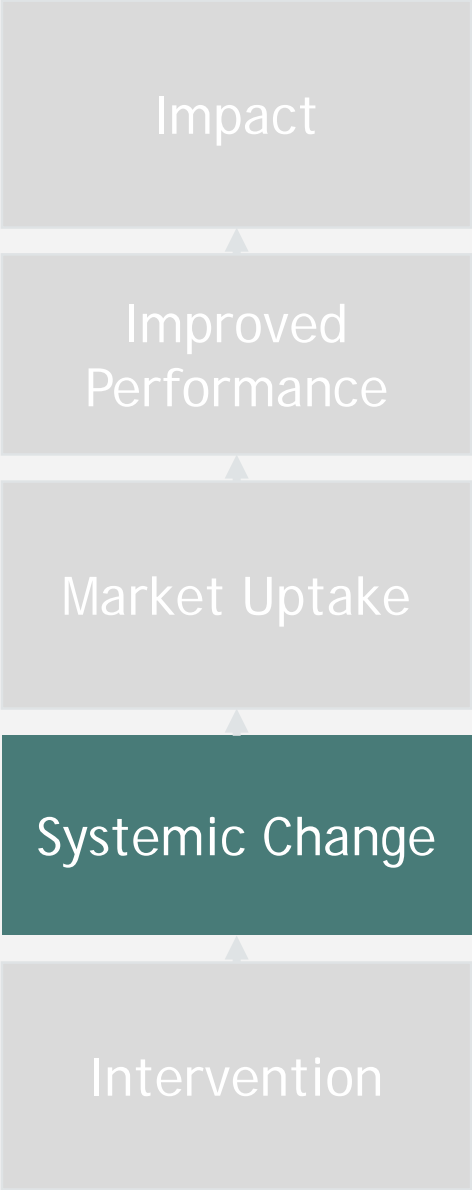 Impact
Improved
Performance
Market Uptake
Systemic Change
Intervention